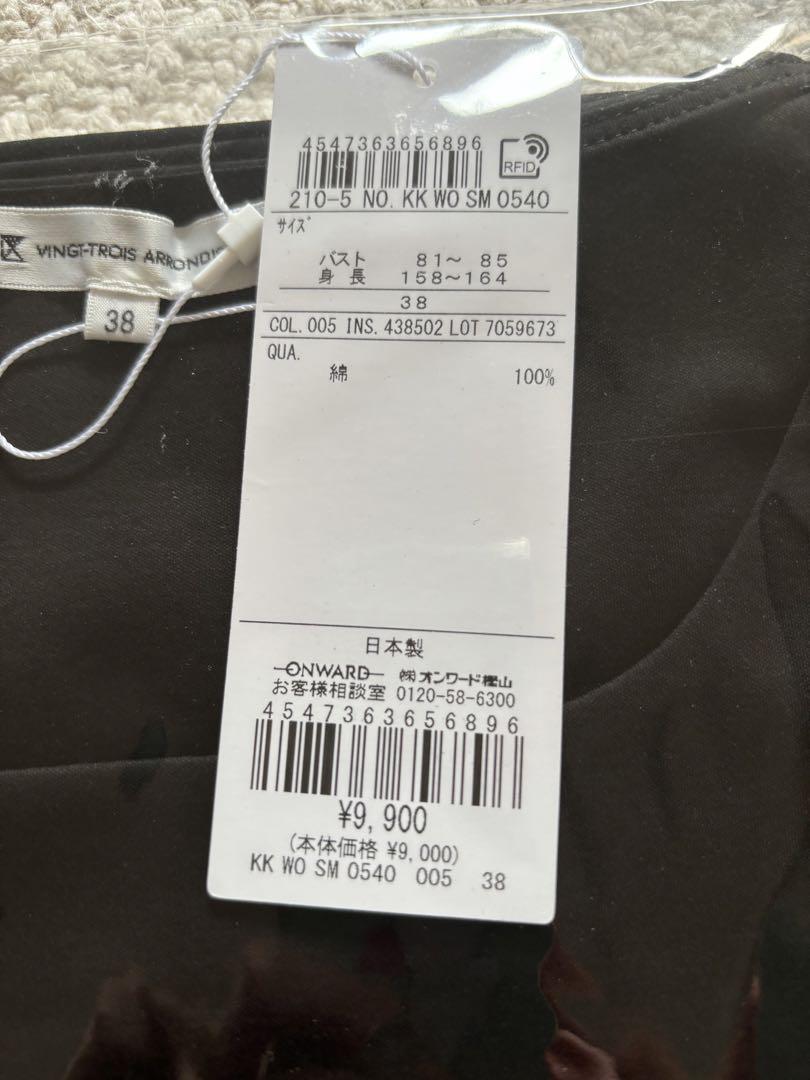 4547363656896
RFID
210-5 NO. KK WO SM 0540
サイズ
バスト 81～ 85
身長 158～164
38
COL. 005 INS. 438502 LOT 7059673
QUA.
綿 100%
日本製
ONWARD ㈱オンワード樫山
お客様相談室 0120-58-6300
4547363656896
¥9,900
(本体価格 ¥9,000)
KK WO SM 0540 005 38
VINGT-TROIS
38